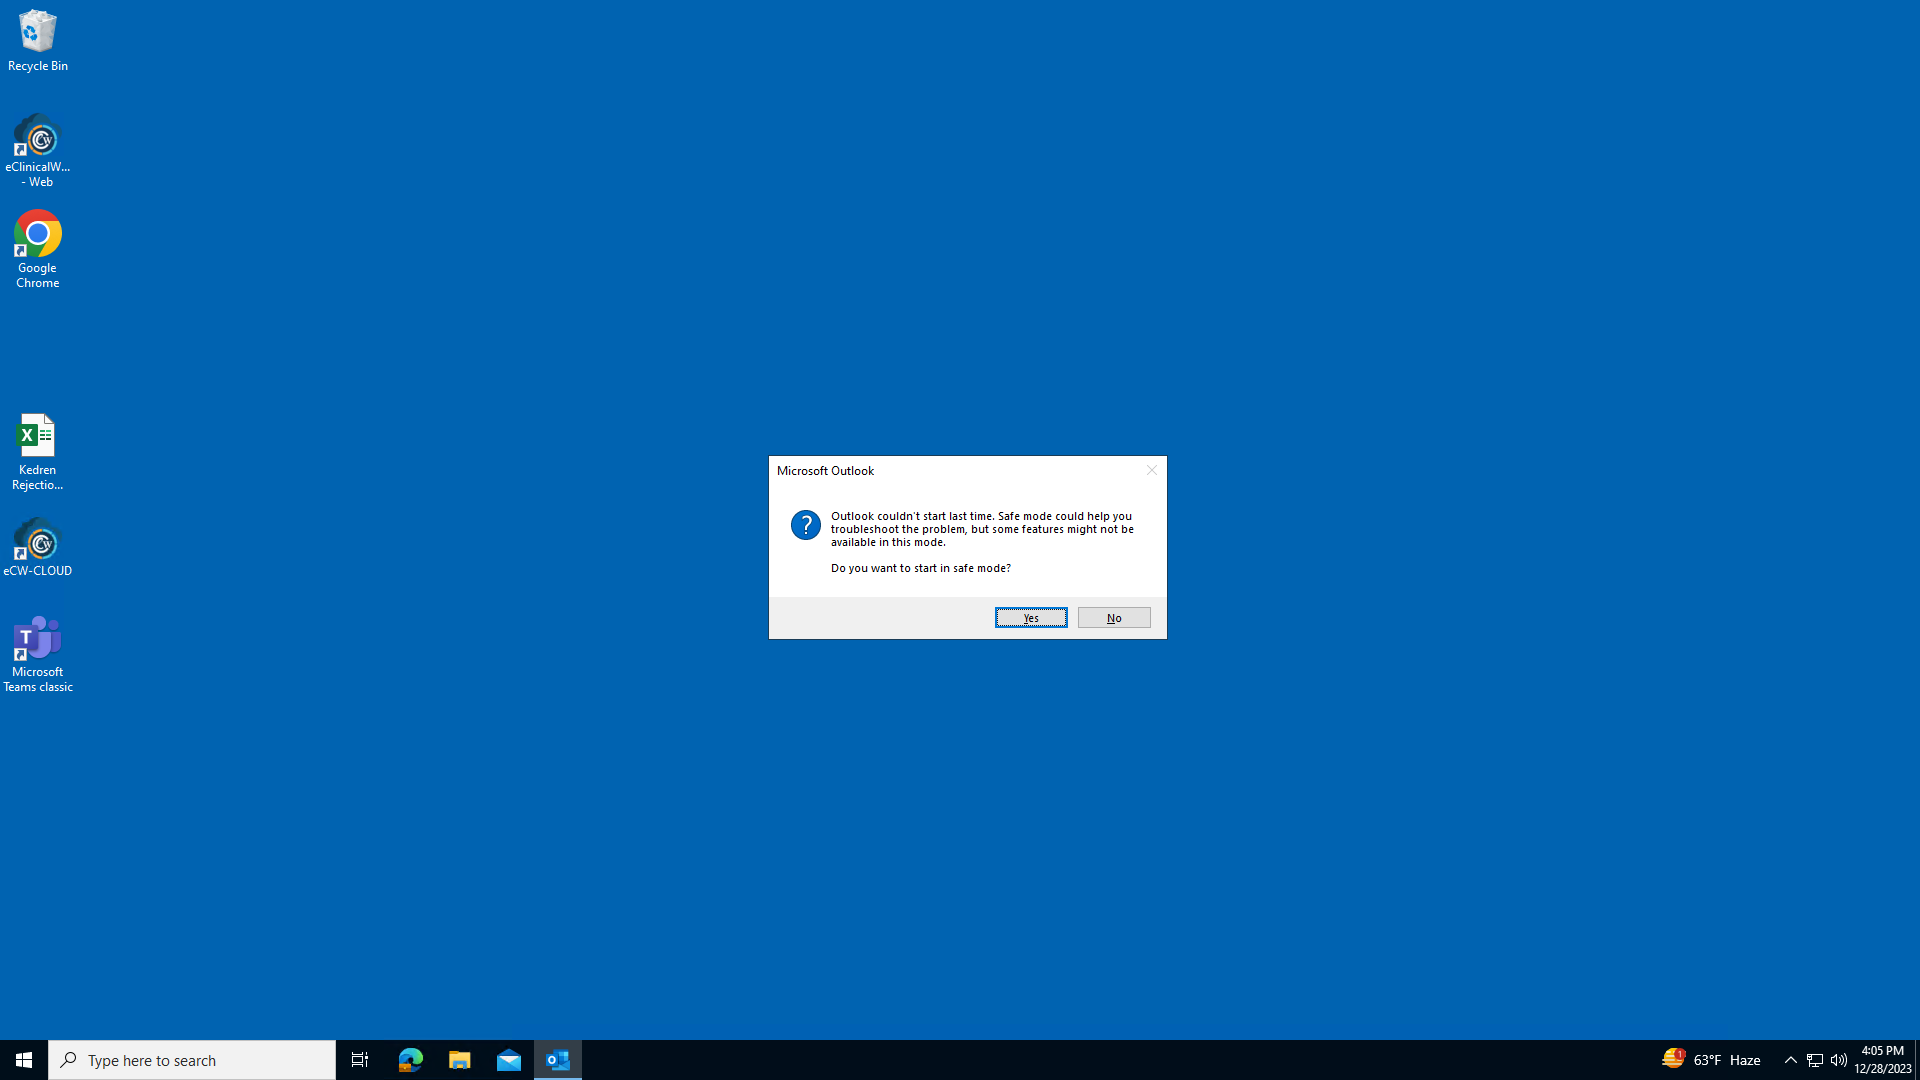 Recycle Bin
eClinicalW...
- Web
Google
Chrome
Kedren
Rejectio...
eCW-CLOUD
Microsoft
Teams classic
Microsoft Outlook
Outlook couldn't start last time. Safe mode could help you
troubleshoot the problem, but some features might not be
available in this mode.
Do you want to start in safe mode?
Yes
No
Type here to search
1
63°F Haze
4:05 PM
12/28/2023